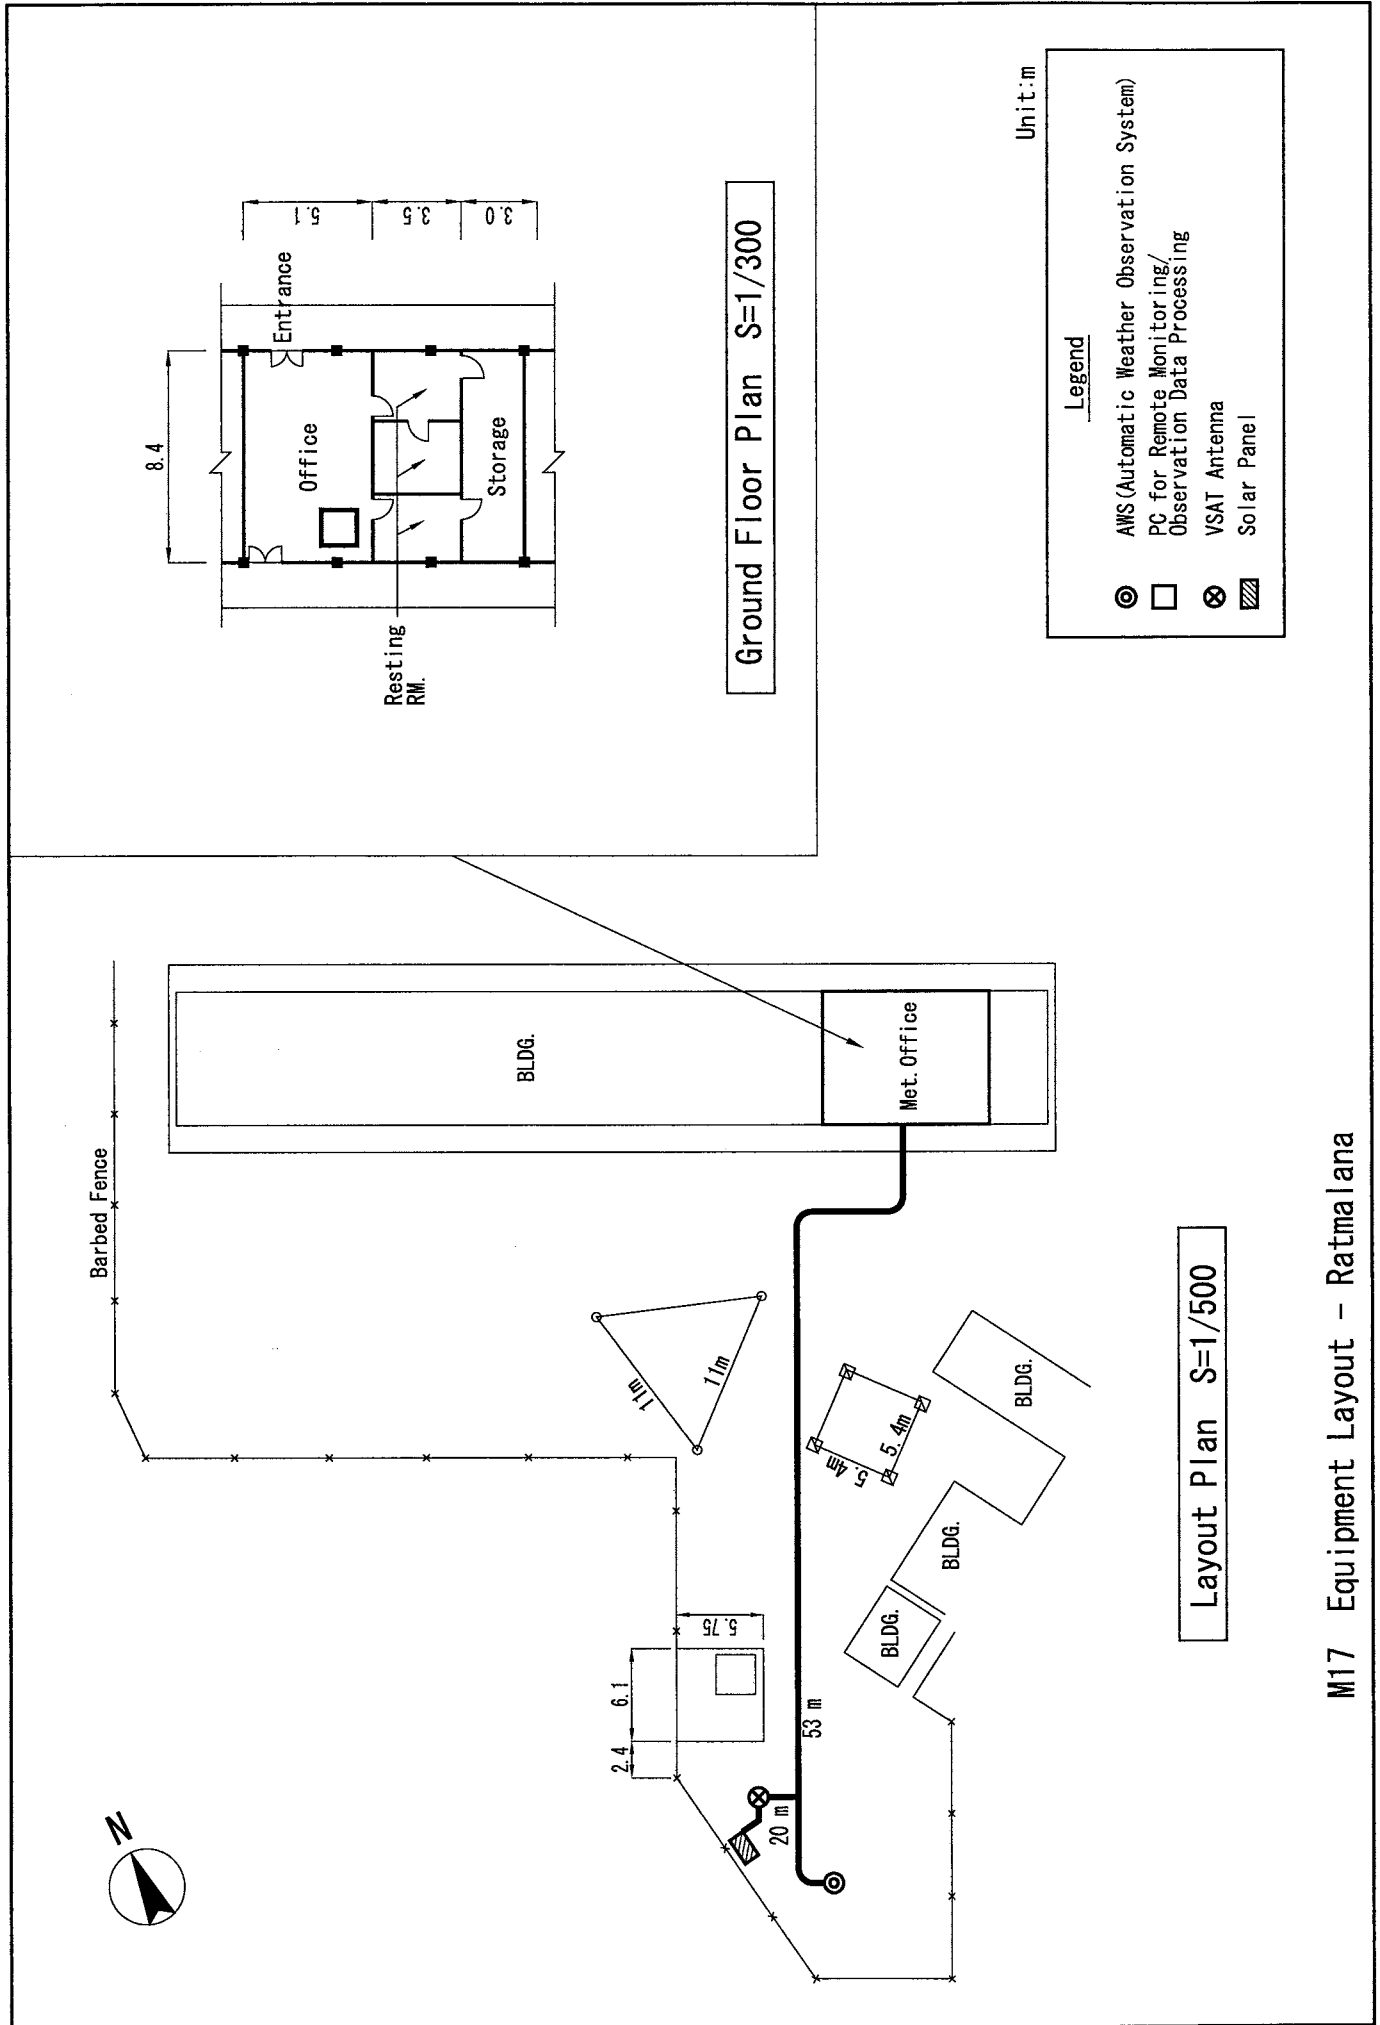 N
Barbed Fence
BLDG.
Met. Office
11m
11m
5.4m
5.4m
BLDG.
BLDG.
BLDG.
2.4
6.1
5.75
20 m
53 m
Layout Plan  S=1/500
8.4
Office
Entrance
Resting
RM.
Storage
5.1
3.5
3.0
Ground Floor Plan  S=1/300
Unit:m
Legend
AWS(Automatic Weather Observation System)
PC for Remote Monitoring/
Observation Data Processing
VSAT Antenna
Solar Panel
M17  Equipment Layout - Ratmalana